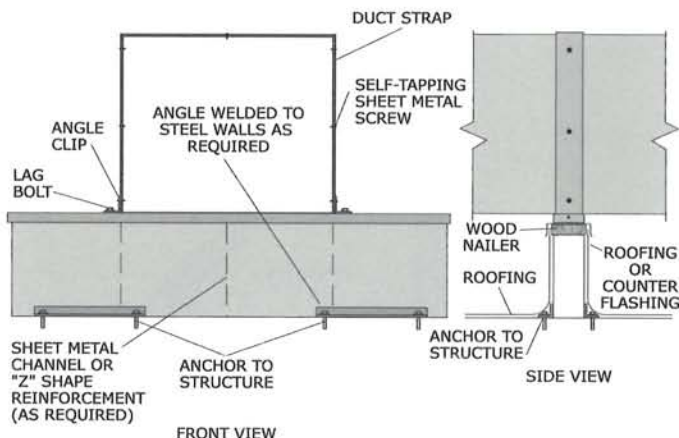 DUCT STRAP
SELF-TAPPING
SHEET METAL
SCREW
ANGLE WELDED TO
STEEL WALLS AS
REQUIRED
ANGLE
CLIP
LAG
BOLT
SHEET METAL
CHANNEL OR
"Z" SHAPE
REINFORCEMENT
(AS REQUIRED)
ANCHOR TO
STRUCTURE
FRONT VIEW
WOOD
NAILER
ROOFING
OR
COUNTER
FLASHING
ROOFING
ANCHOR TO
STRUCTURE
SIDE VIEW